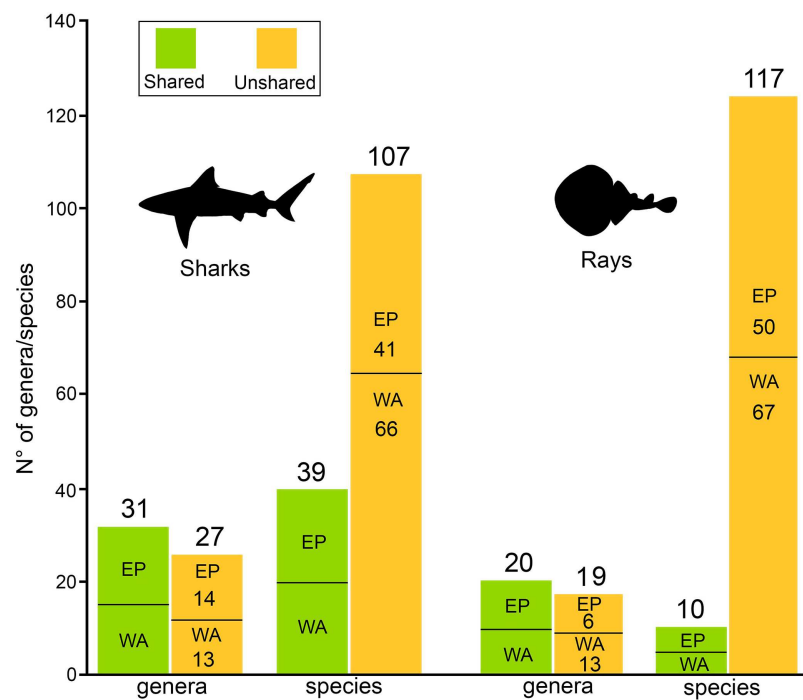 140
120
100
80
60
40
20
0
N° of genera/species
Shared
Unshared
Sharks
Rays
31
EP
WA
27
EP
14
WA
13
39
EP
WA
107
EP
41
WA
66
20
EP
WA
19
EP
6
WA
13
10
EP
WA
117
EP
50
WA
67
genera
species
genera
species